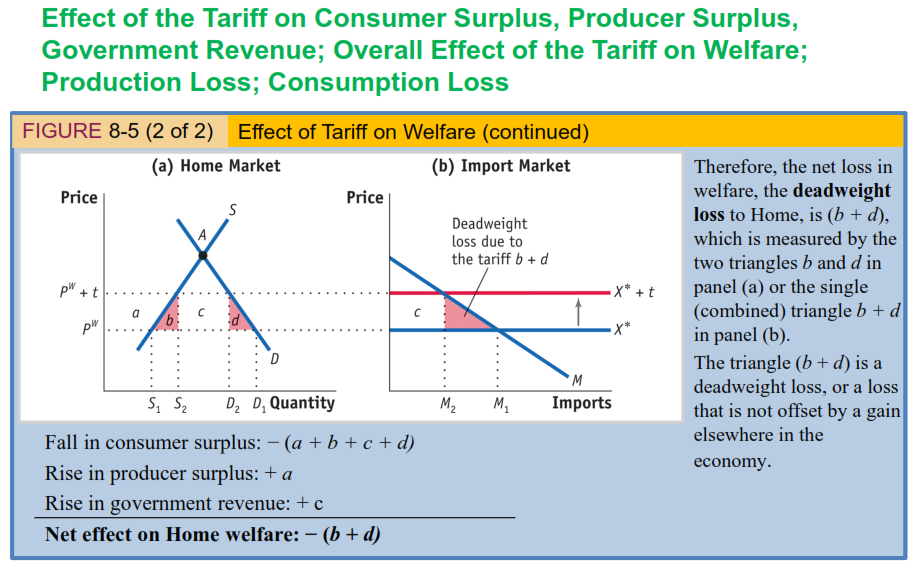 Effect of the Tariff on Consumer Surplus, Producer Surplus,
Government Revenue; Overall Effect of the Tariff on Welfare;
Production Loss; Consumption Loss
FIGURE 8-5 (2 of 2) Effect of Tariff on Welfare (continued)
(a) Home Market
Price
S
A
Pᵂ + t
a
b
c
d
Pᵂ
D
S₁ S₂ D₂ D₁ Quantity
(b) Import Market
Price
Deadweight
loss due to
the tariff b + d
X* + t
c
X*
M
M₂ M₁ Imports
Therefore, the net loss in
welfare, the deadweight
loss to Home, is (b + d),
which is measured by the
two triangles b and d in
panel (a) or the single
(combined) triangle b + d
in panel (b).
The triangle (b + d) is a
deadweight loss, or a loss
that is not offset by a gain
elsewhere in the
economy.
Fall in consumer surplus: − (a + b + c + d)
Rise in producer surplus: + a
Rise in government revenue: + c
Net effect on Home welfare: − (b + d)